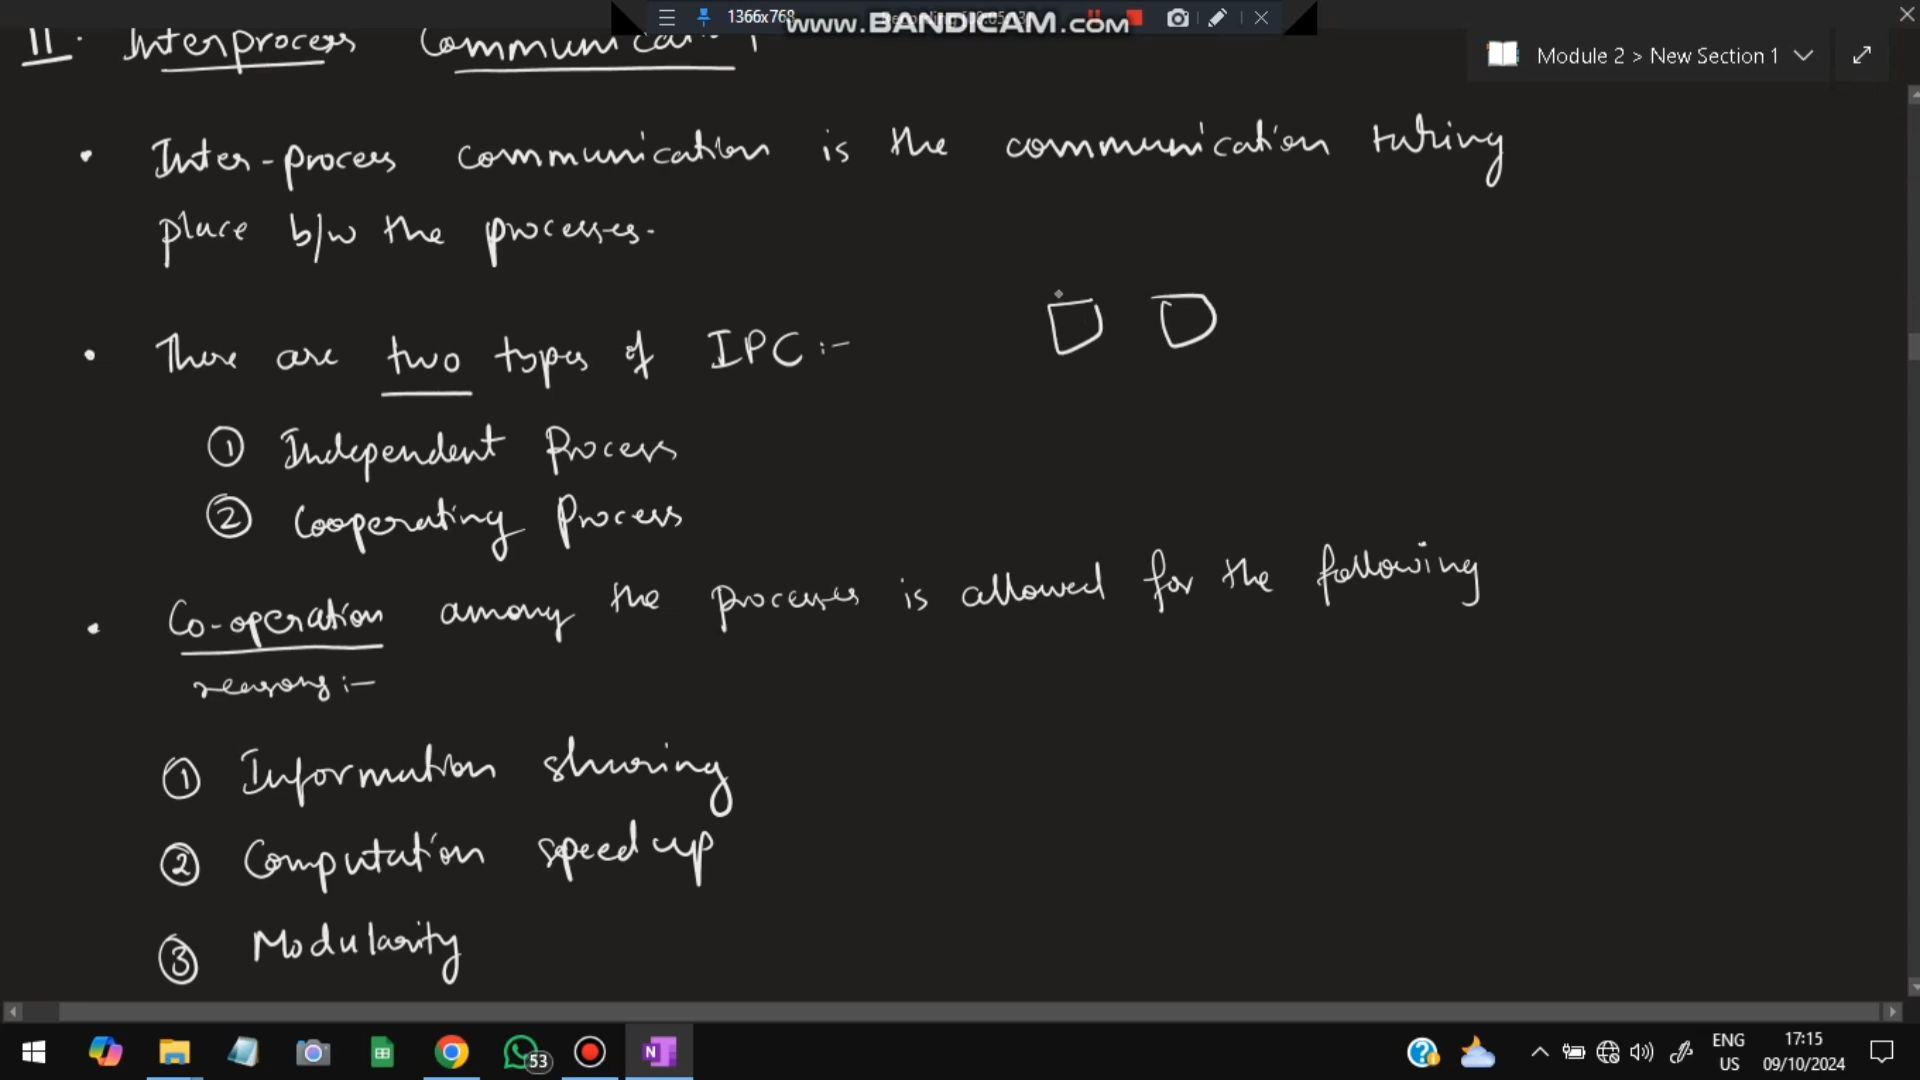 1366x768
www.BANDICAM.com
II. Interprocess Communication
Module 2 > New Section 1
• Inter-process communication is the communication taking
place b/w the processes.
• There are two types of IPC :-
① Independent Process
② Cooperating Process
• Co-operation among the processes is allowed for the following
reasons :-
① Information sharing
② Computation speed up
③ Modularity
53
ENG
US
17:15
09/10/2024